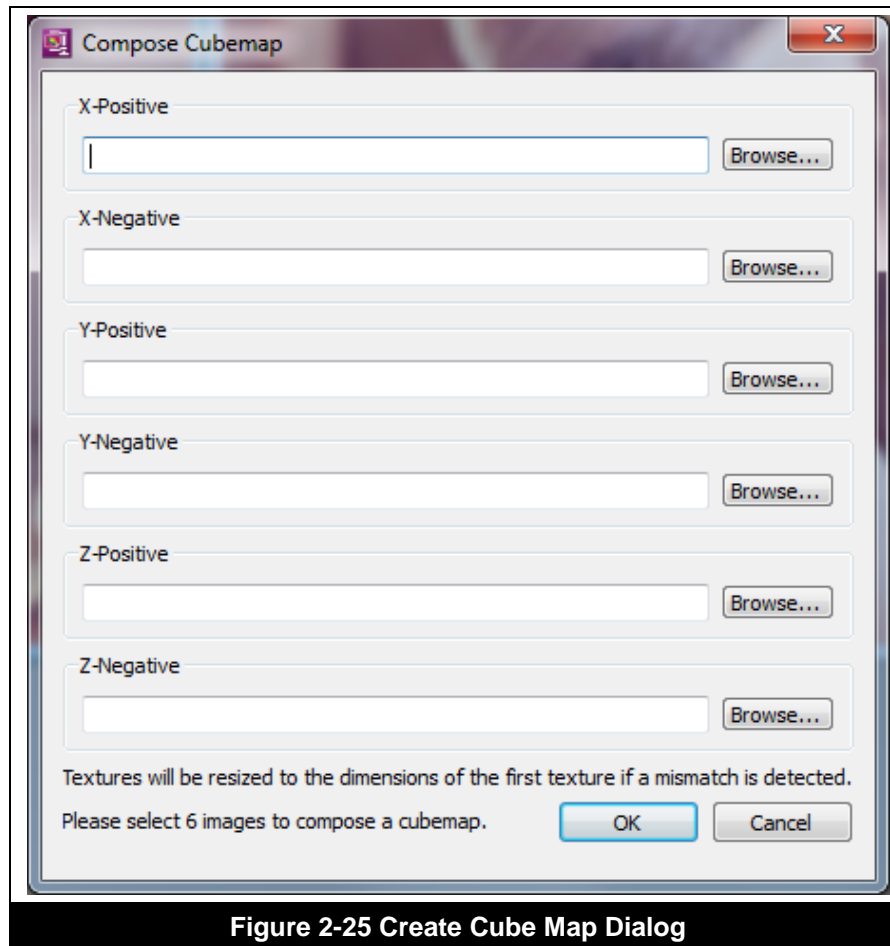 Compose Cubemap
X-Positive
Browse...
X-Negative
Browse...
Y-Positive
Browse...
Y-Negative
Browse...
Z-Positive
Browse...
Z-Negative
Browse...
Textures will be resized to the dimensions of the first texture if a mismatch is detected.
Please select 6 images to compose a cubemap. OK Cancel
Figure 2-25 Create Cube Map Dialog